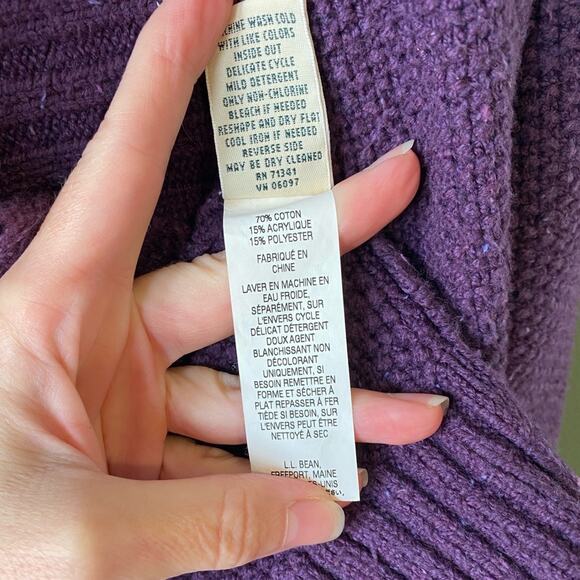 WASH COLD
WITH LIKE COLORS
INSIDE OUT
DELICATE CYCLE
MILD DETERGENT
ONLY NON-CHLORINE
BLEACH IF NEEDED
RESHAPE AND DRY FLAT
COOL IRON IF NEEDED
REVERSE SIDE
MAY BE DRY CLEANED
RN 71341
VN 06097
70% COTON
15% ACRYLIQUE
15% POLYESTER
FABRIQUÉ EN
CHINE
LAVER EN MACHINE EN
EAU FROIDE,
SÉPARÉMENT, SUR
L'ENVERS CYCLE
DÉLICAT DÉTERGENT
DOUX AGENT
BLANCHISSANT NON
DÉCOLORANT
UNIQUEMENT, SI
BESOIN REMETTRE EN
FORME ET SÉCHER À
PLAT REPASSER À FER
TIÈDE SI BESOIN, SUR
L'ENVERS PEUT ÊTRE
NETTOYÉ À SEC
L.L. BEAN,
FREEPORT, MAINE